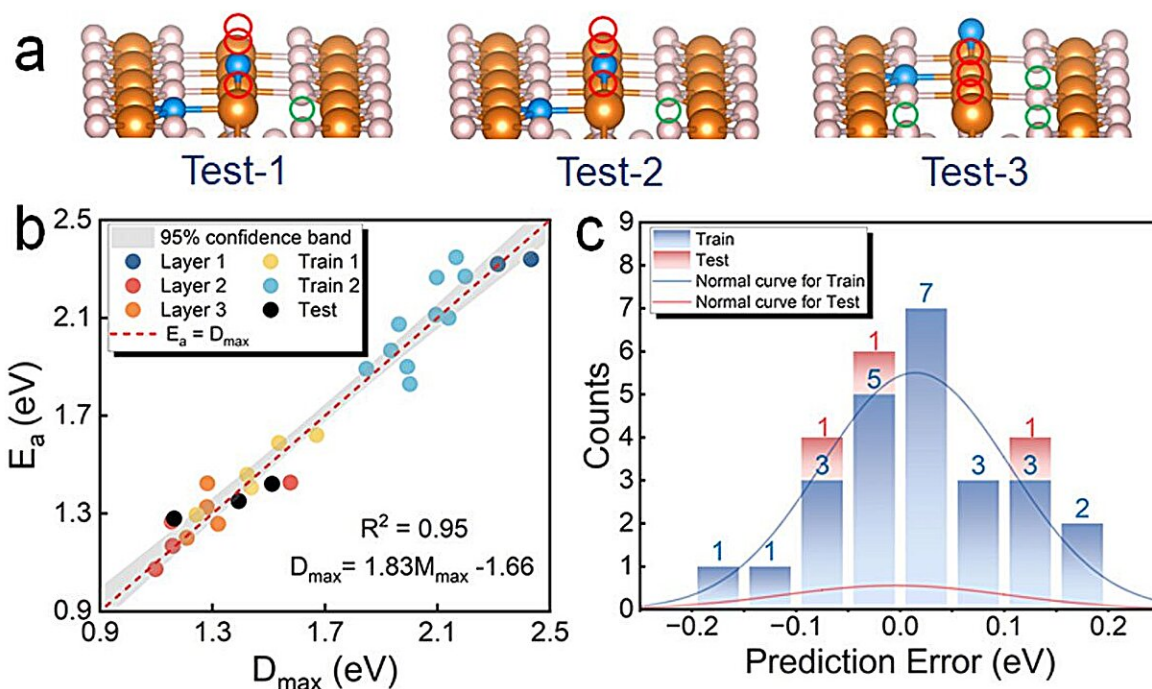 a
Test-1
Test-2
Test-3
b
2.5
2.1
1.7
1.3
0.9
E_a (eV)
95% confidence band
Layer 1
Train 1
Layer 2
Train 2
Layer 3
Test
E_a = D_max
R² = 0.95
D_max= 1.83M_max -1.66
0.9
1.3
1.7
2.1
2.5
D_max (eV)
c
9
8
7
6
5
4
3
2
1
0
Counts
Train
Test
Normal curve for Train
Normal curve for Test
1
1
1
3
1
5
7
3
1
3
2
−0.2
−0.1
0.0
0.1
0.2
Prediction Error (eV)